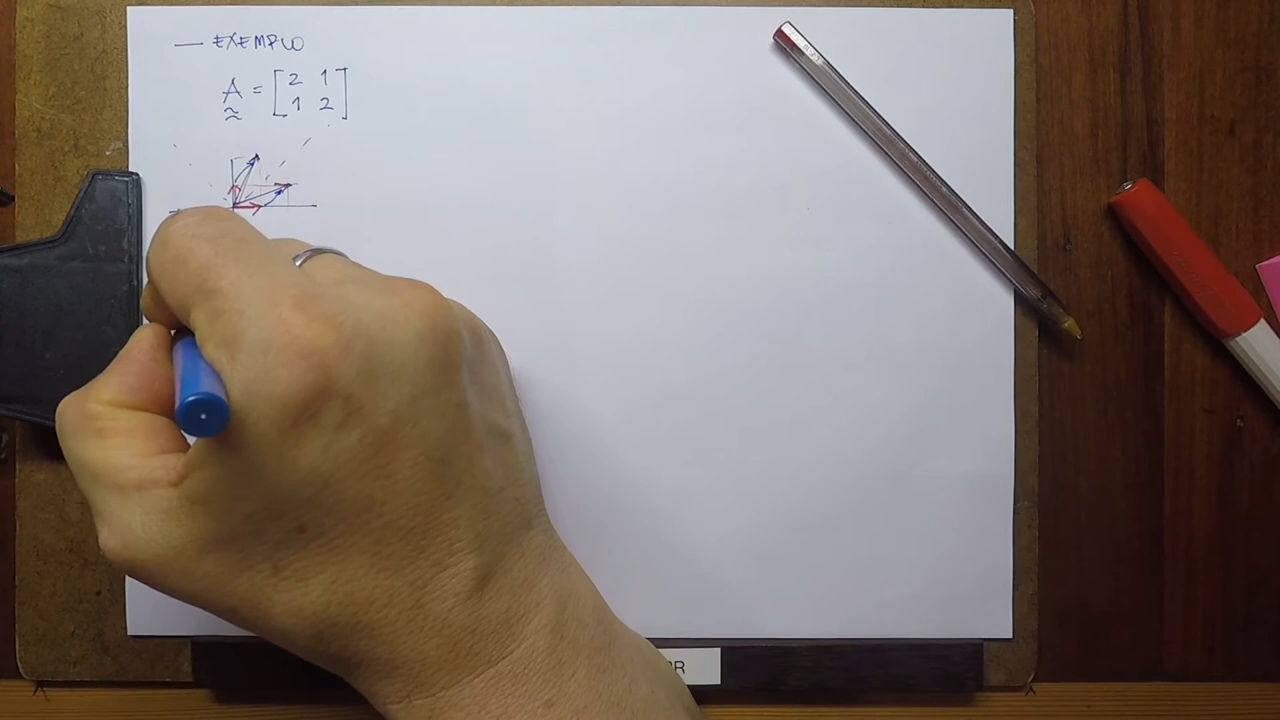 — EXEMPLO
A = [2 1
1 2]